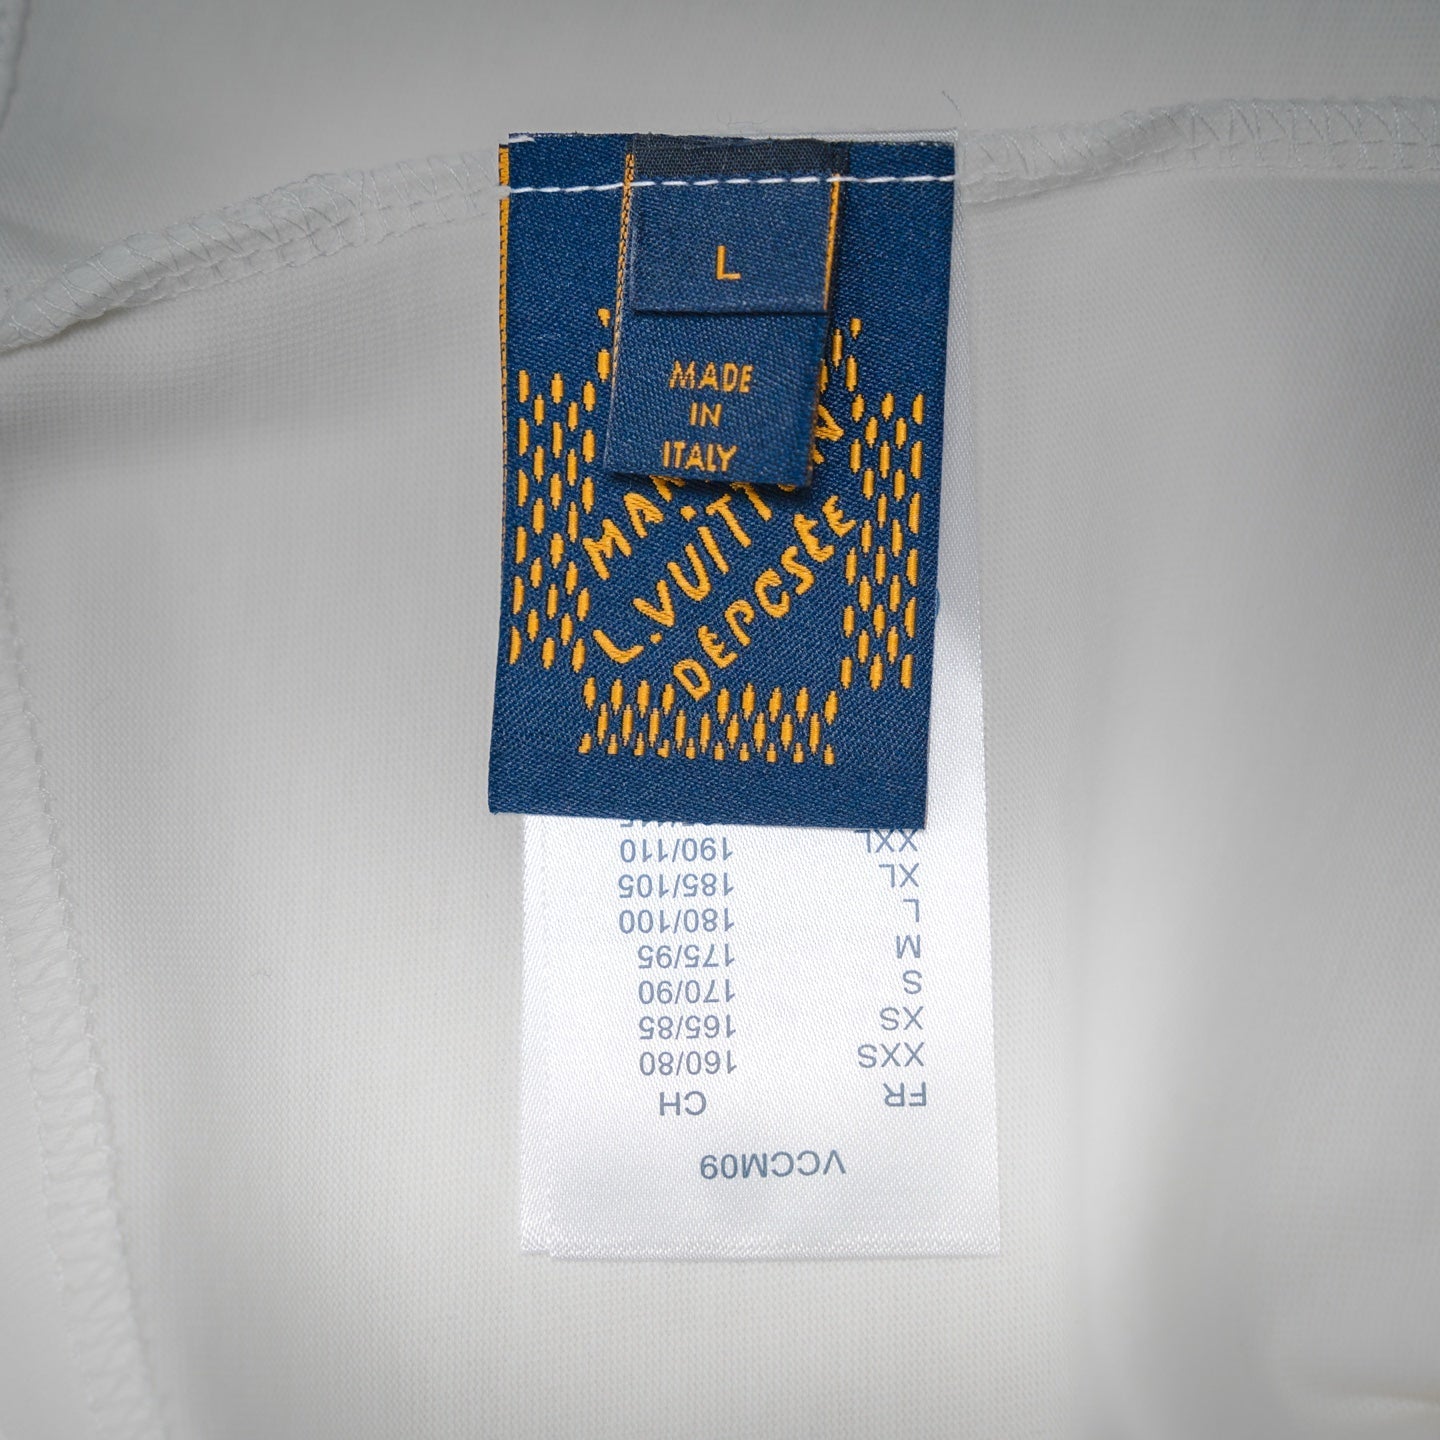 L
MADE
IN
ITALY
L.VUITTON
DEPCSÉE
VCCM09
FR CH
XXS 160/80
XS 165/85
S 170/90
M 175/95
L 180/100
XL 185/105
XXL 190/110